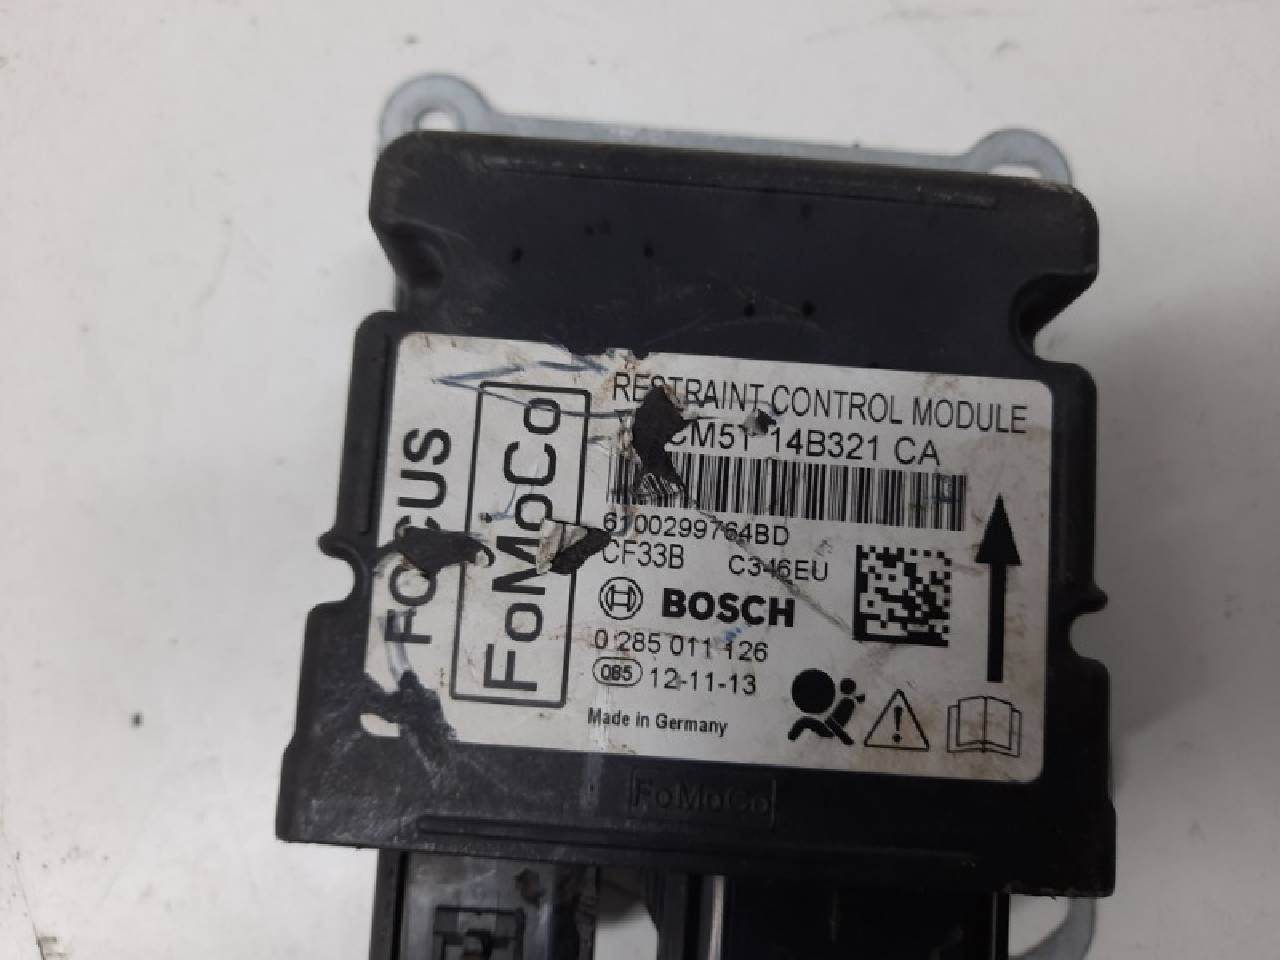 RESTRAINT CONTROL MODULE
14B321 CA
6100299764BD
CF33B C346EU
BOSCH
0 285 011 126
085 12-11-13
Made in Germany
FOCUS
FoMoCo
FoMoCo